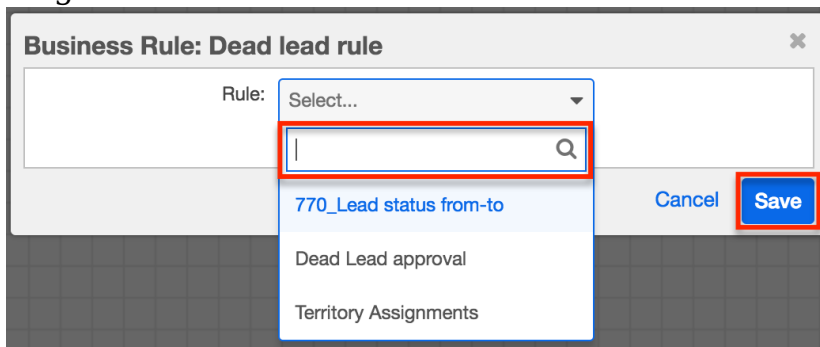 Business Rule: Dead lead rule
Rule: Select...
770_Lead status from-to
Cancel Save
Dead Lead approval
Territory Assignments